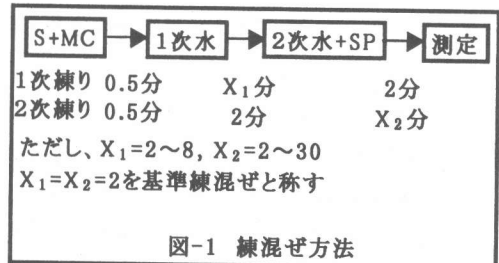 S+MC 1次水 2次水+SP 測定
1次練り 0.5分 X₁分 2分
2次練り 0.5分 2分 X₂分
ただし、X₁=2～8, X₂=2～30
X₁=X₂=2を基準練混ぜと称す
図-1 練混ぜ方法